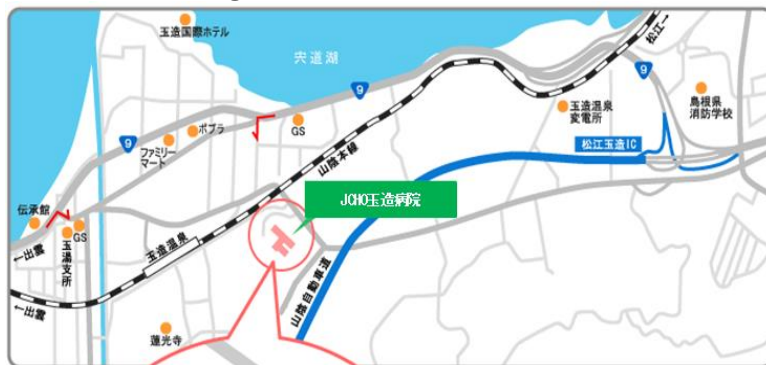 玉造国際ホテル
宍道湖
松江→
9
9
9
島根県
消防学校
玉造温泉
変電所
松江玉造IC
GS
ポプラ
ファミリー
マート
山陰本線
JCHO玉造病院
伝承館
GS
玉湯支所
←出雲
玉造温泉
山陰自動車道
←出雲
蓮光寺